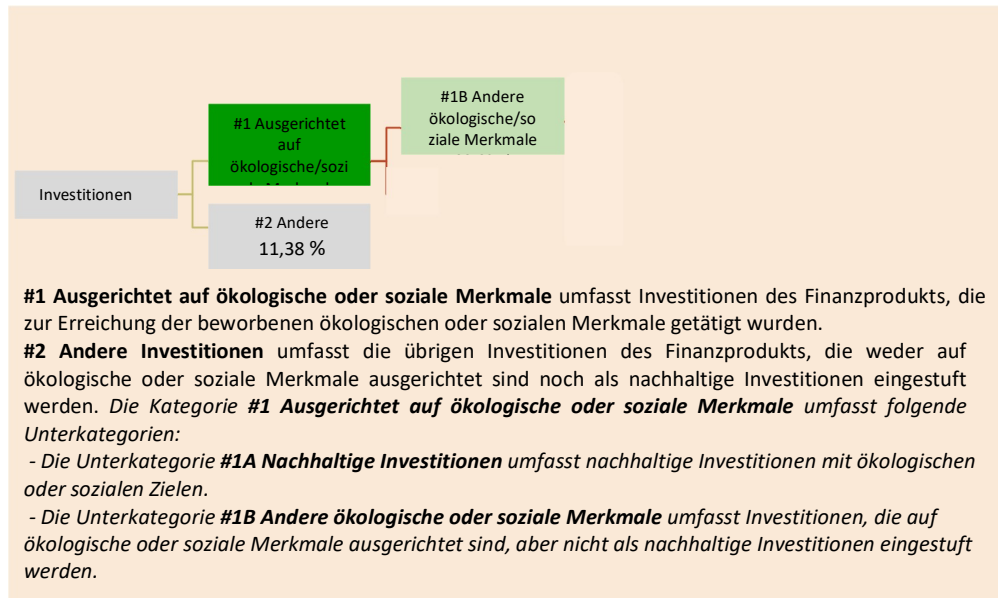 Investitionen
#1 Ausgerichtet
auf
ökologische/sozi
#2 Andere
11,38 %
#1B Andere
ökologische/so
ziale Merkmale
#1 Ausgerichtet auf ökologische oder soziale Merkmale umfasst Investitionen des Finanzprodukts, die
zur Erreichung der beworbenen ökologischen oder sozialen Merkmale getätigt wurden.
#2 Andere Investitionen umfasst die übrigen Investitionen des Finanzprodukts, die weder auf
ökologische oder soziale Merkmale ausgerichtet sind noch als nachhaltige Investitionen eingestuft
werden. Die Kategorie #1 Ausgerichtet auf ökologische oder soziale Merkmale umfasst folgende
Unterkategorien:
- Die Unterkategorie #1A Nachhaltige Investitionen umfasst nachhaltige Investitionen mit ökologischen
oder sozialen Zielen.
- Die Unterkategorie #1B Andere ökologische oder soziale Merkmale umfasst Investitionen, die auf
ökologische oder soziale Merkmale ausgerichtet sind, aber nicht als nachhaltige Investitionen eingestuft
werden.